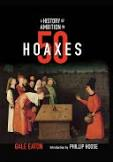 A HISTORY OF
AMBITION IN
50
HOAXES
GALE EATON
Introduction by PHILLIP HOOSE